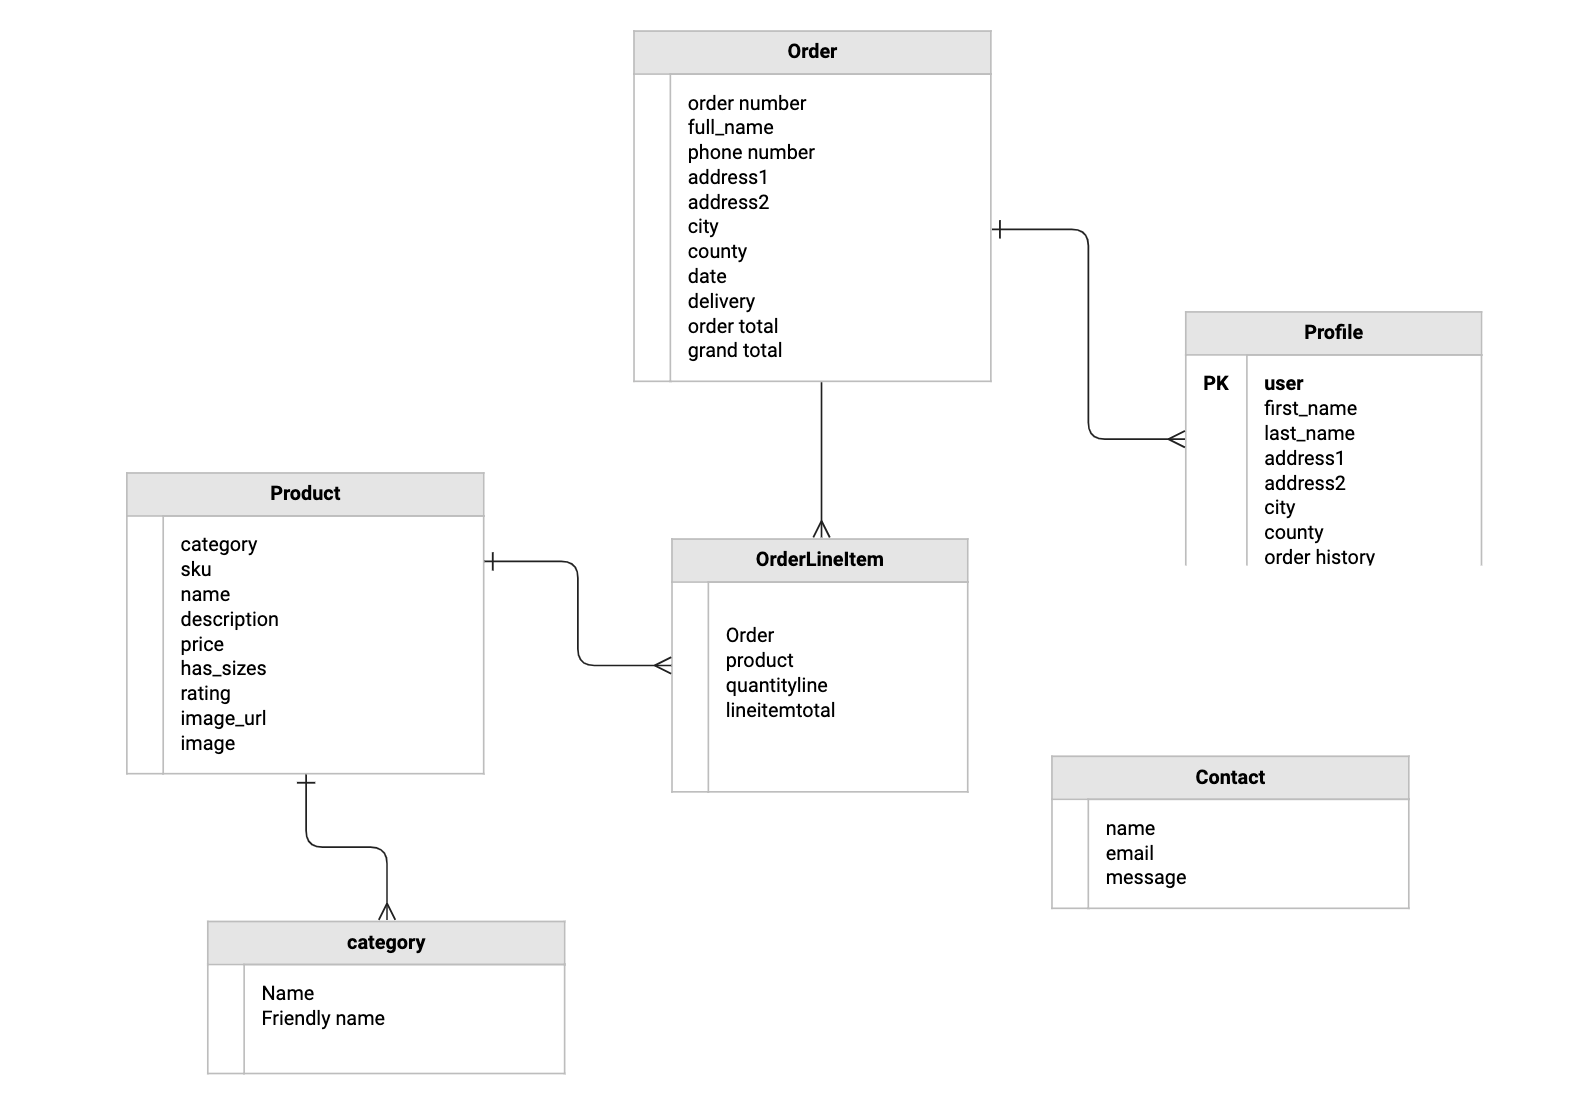 Order
order number
full_name
phone number
address1
address2
city
county
date
delivery
order total
grand total
Profile
PK user
first_name
last_name
address1
address2
city
county
order history
Product
category
sku
name
description
price
has_sizes
rating
image_url
image
OrderLineItem
Order
product
quantityline
lineitemtotal
Contact
name
email
message
category
Name
Friendly name